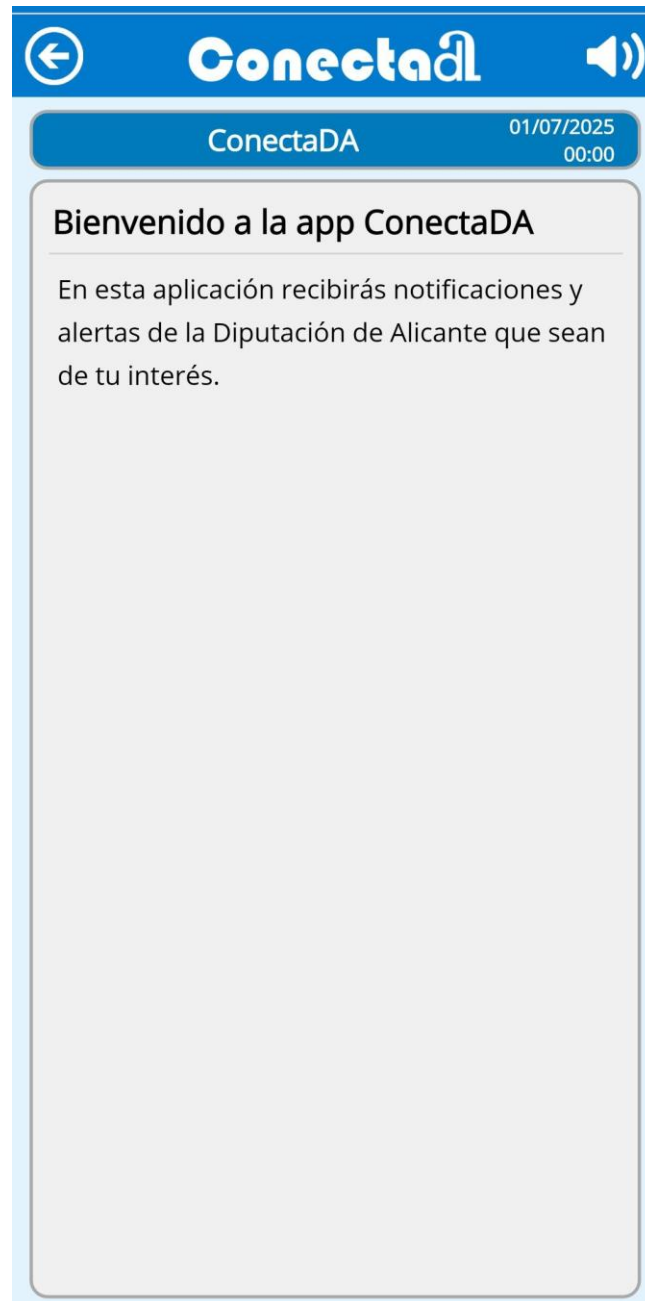 Conectada
ConectaDA
01/07/2025
00:00
Bienvenido a la app ConectaDA
En esta aplicación recibirás notificaciones y
alertas de la Diputación de Alicante que sean
de tu interés.